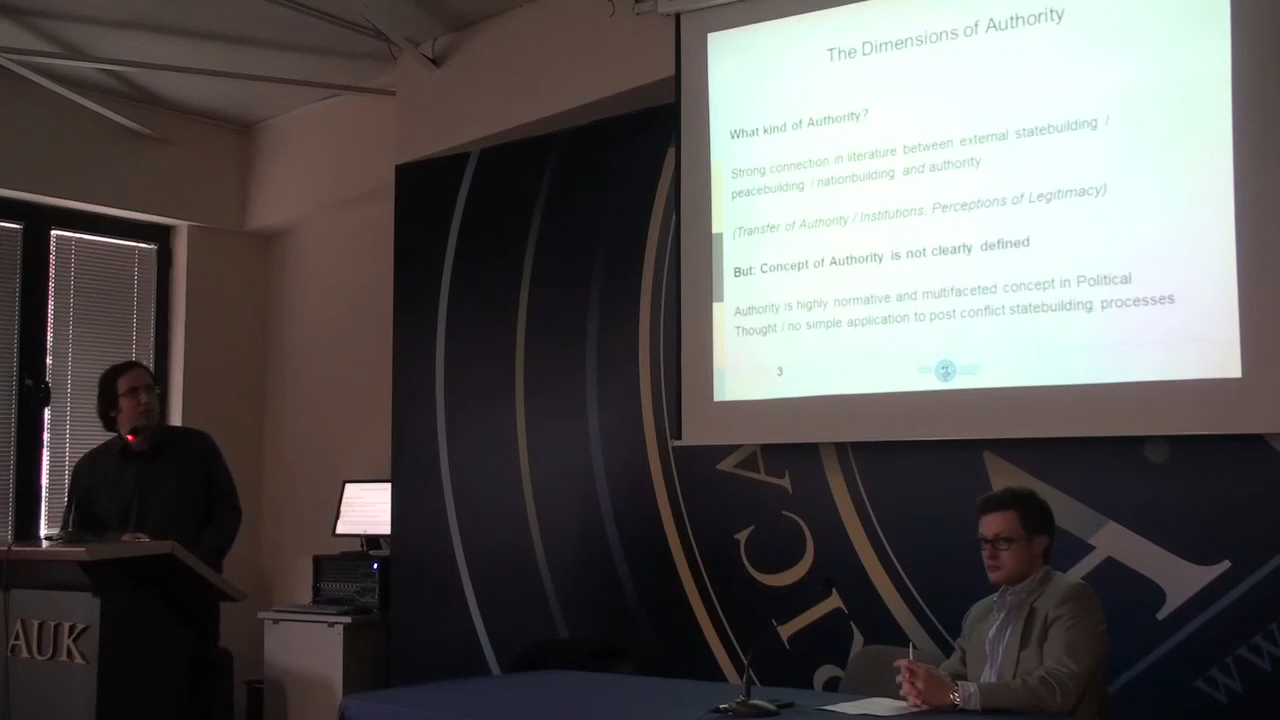 The Dimensions of Authority
What kind of Authority?
Strong connection in literature between external statebuilding /
peacebuilding / nationbuilding and authority
(Transfer of Authority / Institutions, Perceptions of Legitimacy)
But: Concept of Authority is not clearly defined
Authority is highly normative and multifaceted concept in Political
Thought / no simple application to post conflict statebuilding processes
3
AUK
RICA
A
WW